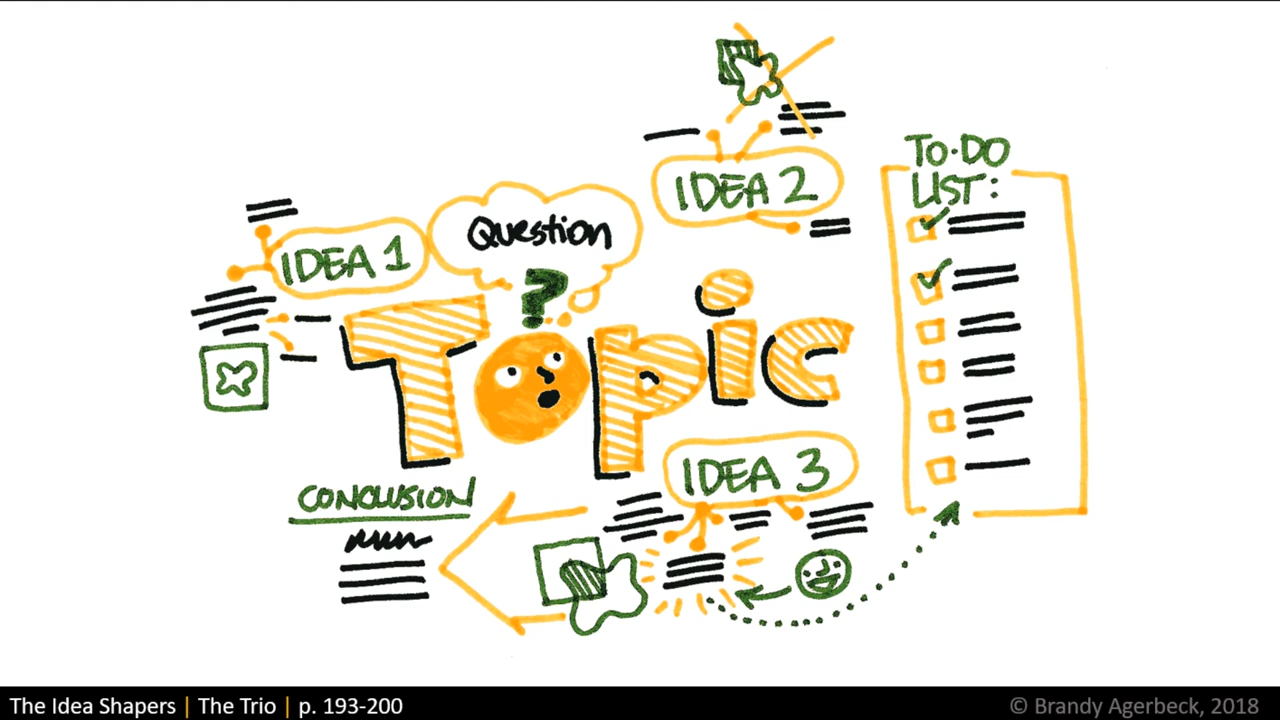 TO-DO
LIST:
IDEA 2
Question
?
IDEA 1
Topic
IDEA 3
CONCLUSION
The Idea Shapers | The Trio | p. 193-200
© Brandy Agerbeck, 2018